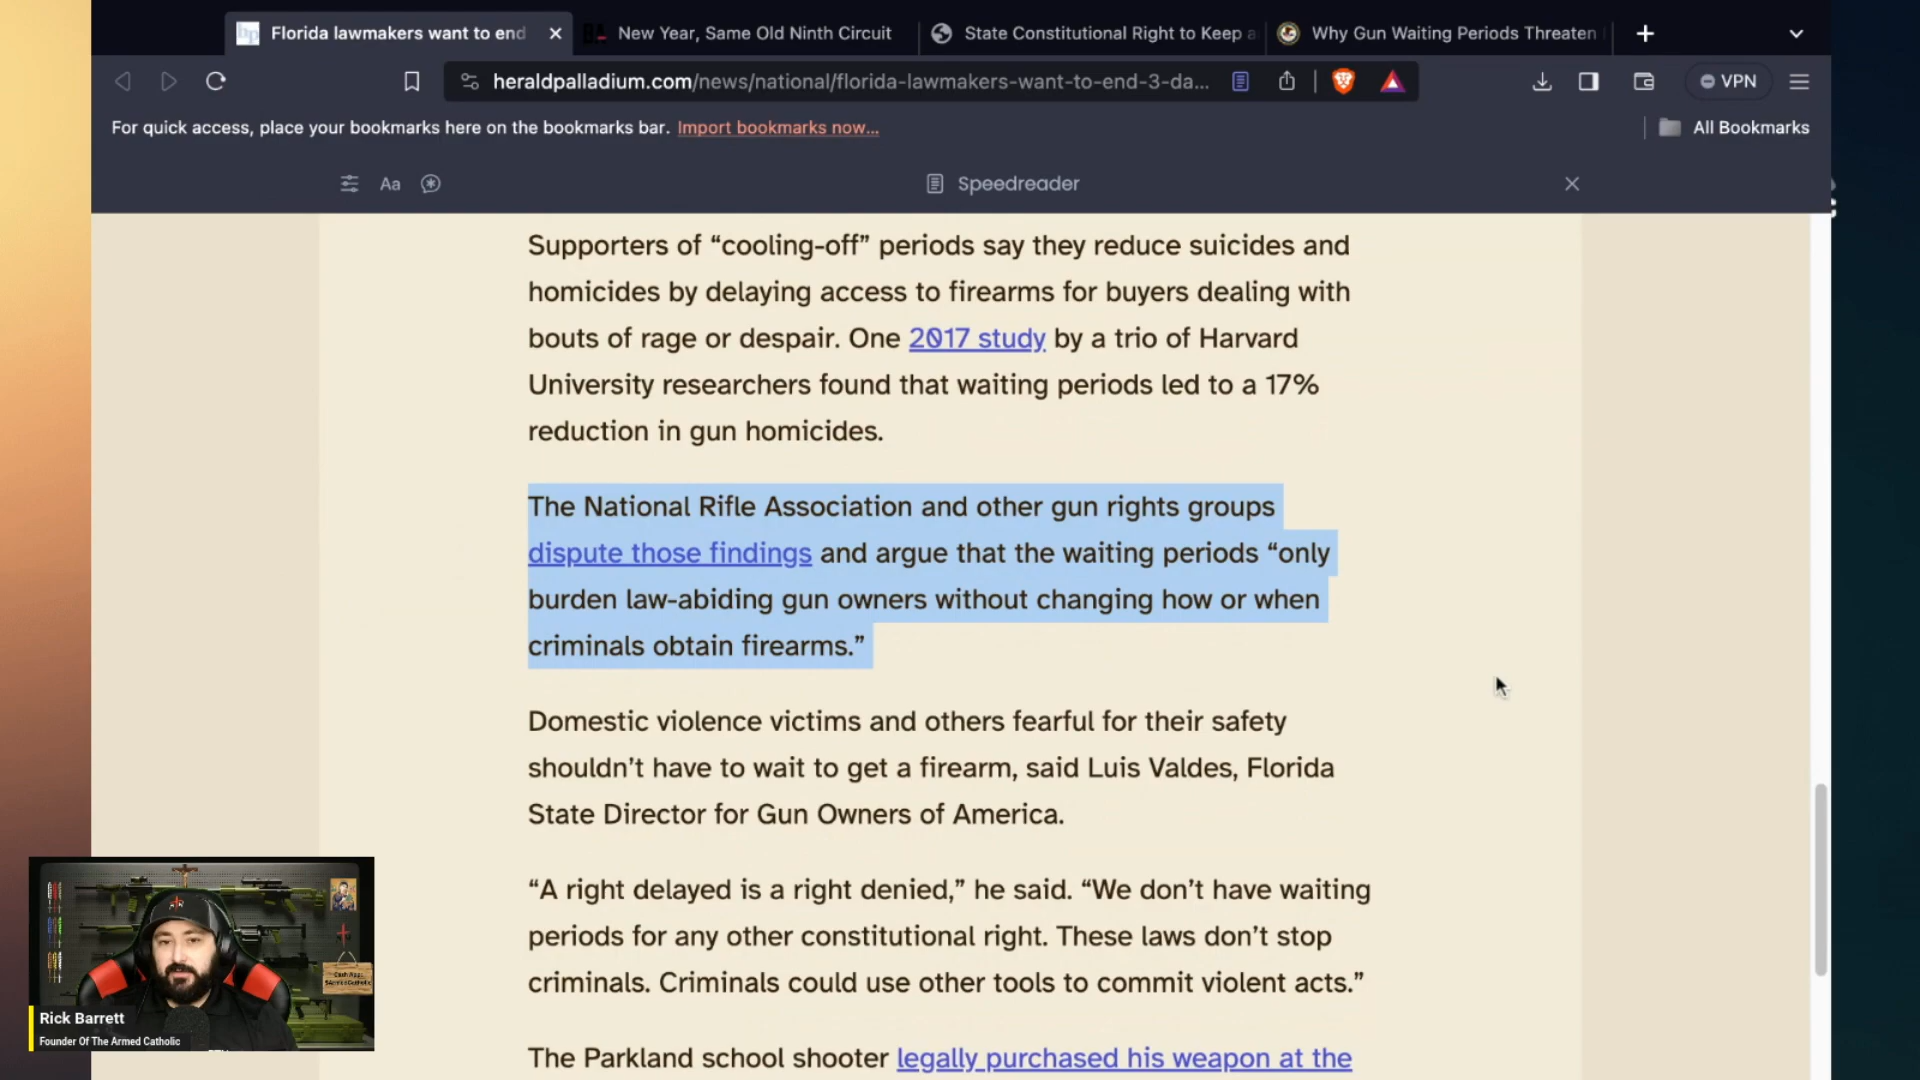 Florida lawmakers want to end
New Year, Same Old Ninth Circuit
State Constitutional Right to Keep a
Why Gun Waiting Periods Threaten
heraldpalladium.com/news/national/florida-lawmakers-want-to-end-3-da...
VPN
For quick access, place your bookmarks here on the bookmarks bar. Import bookmarks now...
All Bookmarks
Aa
Speedreader
Supporters of “cooling-off” periods say they reduce suicides and
homicides by delaying access to firearms for buyers dealing with
bouts of rage or despair. One 2017 study by a trio of Harvard
University researchers found that waiting periods led to a 17%
reduction in gun homicides.
The National Rifle Association and other gun rights groups
dispute those findings and argue that the waiting periods “only
burden law-abiding gun owners without changing how or when
criminals obtain firearms.”
Domestic violence victims and others fearful for their safety
shouldn’t have to wait to get a firearm, said Luis Valdes, Florida
State Director for Gun Owners of America.
“A right delayed is a right denied,” he said. “We don’t have waiting
periods for any other constitutional right. These laws don’t stop
criminals. Criminals could use other tools to commit violent acts.”
The Parkland school shooter legally purchased his weapon at the
Cash App:
$ArmedCatholic
Rick Barrett
Founder Of The Armed Catholic